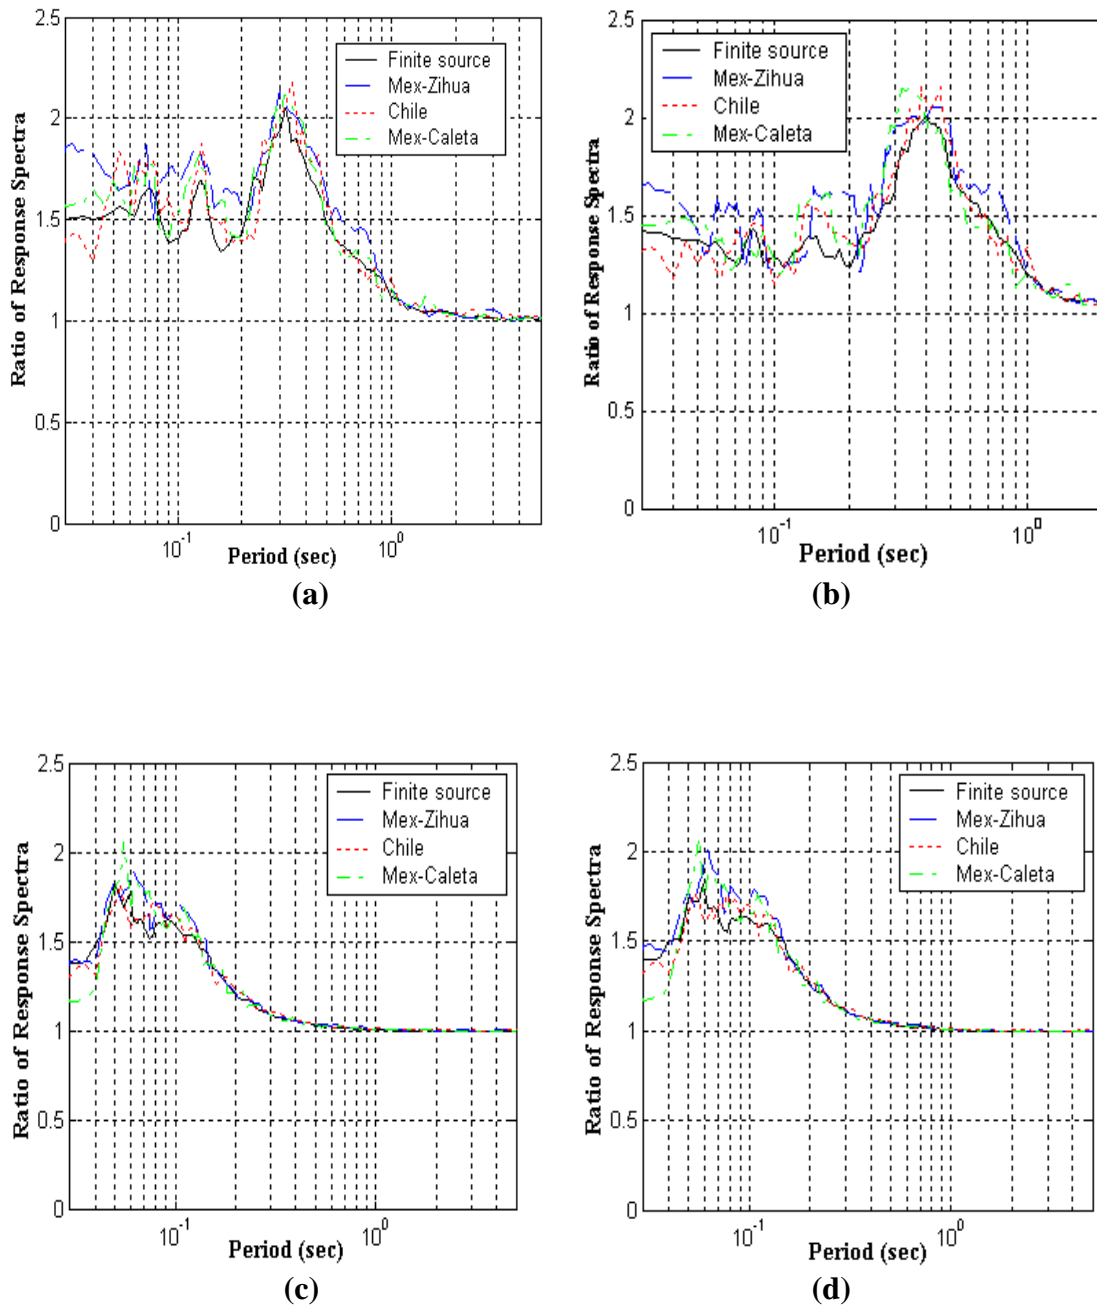 2.5
2
1.5
1
0.5
0
Ratio of Response Spectra
Finite source
Mex-Zihua
Chile
Mex-Caleta
10⁻¹
10⁰
Period (sec)
(a)
2.5
2
1.5
1
0.5
0
Ratio of Response Spectra
Finite source
Mex-Zihua
Chile
Mex-Caleta
10⁻¹
10⁰
Period (sec)
(b)
2.5
2
1.5
1
0.5
0
Ratio of Response Spectra
Finite source
Mex-Zihua
Chile
Mex-Caleta
10⁻¹
10⁰
Period (sec)
(c)
2.5
2
1.5
1
0.5
0
Ratio of Response Spectra
Finite source
Mex-Zihua
Chile
Mex-Caleta
10⁻¹
10⁰
Period (sec)
(d)